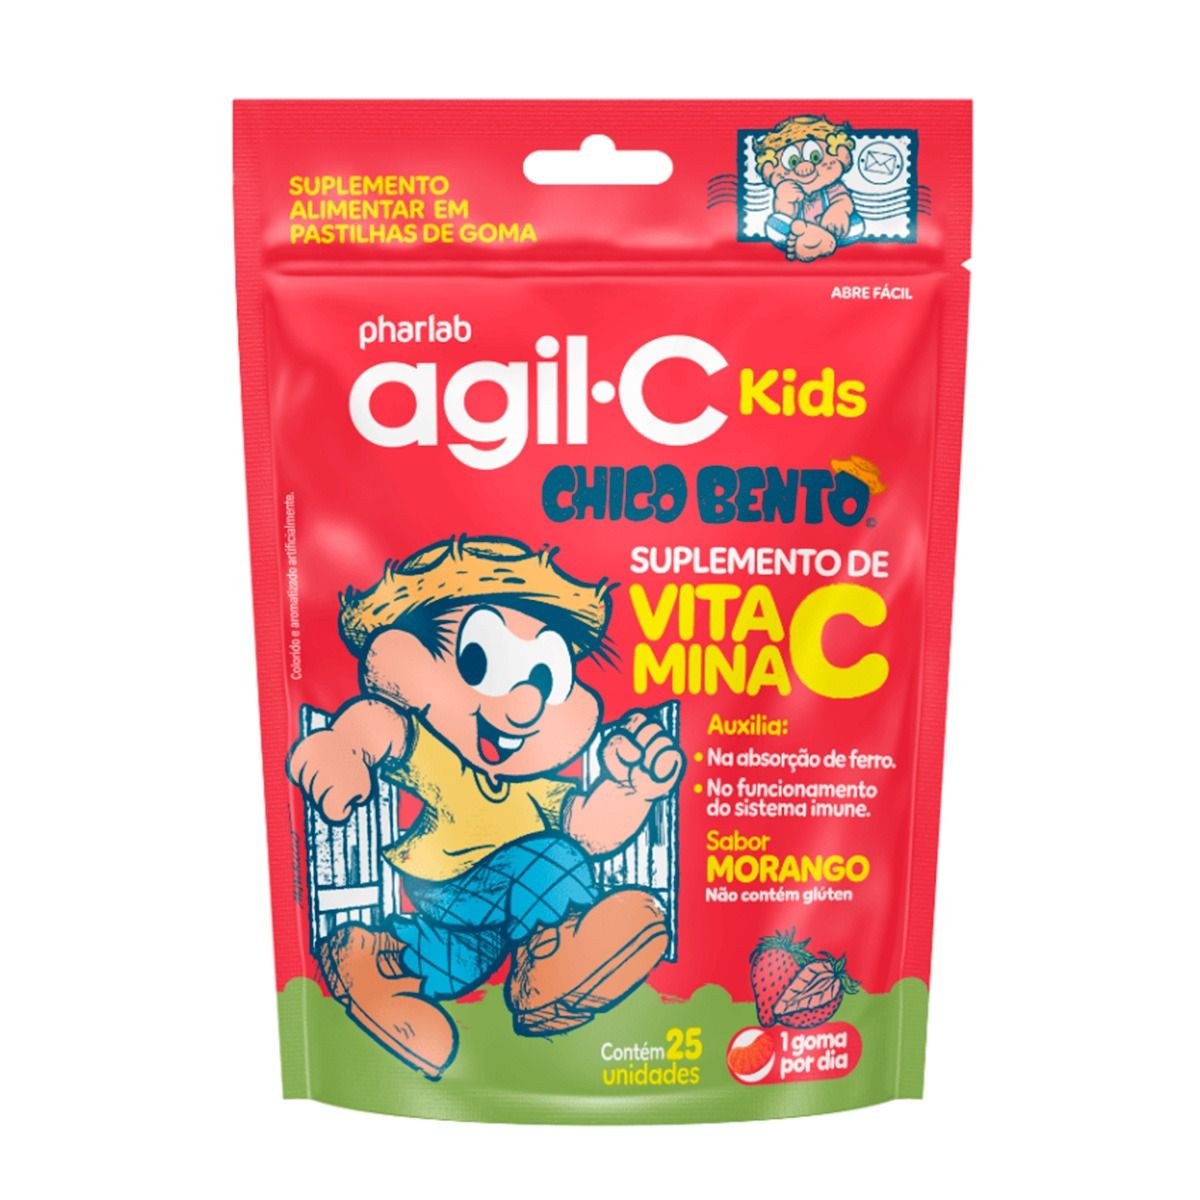 SUPLEMENTO
ALIMENTAR EM
PASTILHAS DE GOMA
ABRE FÁCIL
pharlab
agil·C Kids
CHICO BENTO
©
SUPLEMENTO DE
VITA
MINA C
Auxilia:
• Na absorção de ferro.
• No funcionamento
do sistema imune.
Sabor
MORANGO
Não contém glúten
Colorido e aromatizado artificialmente.
Contém 25
unidades
1 goma
por dia